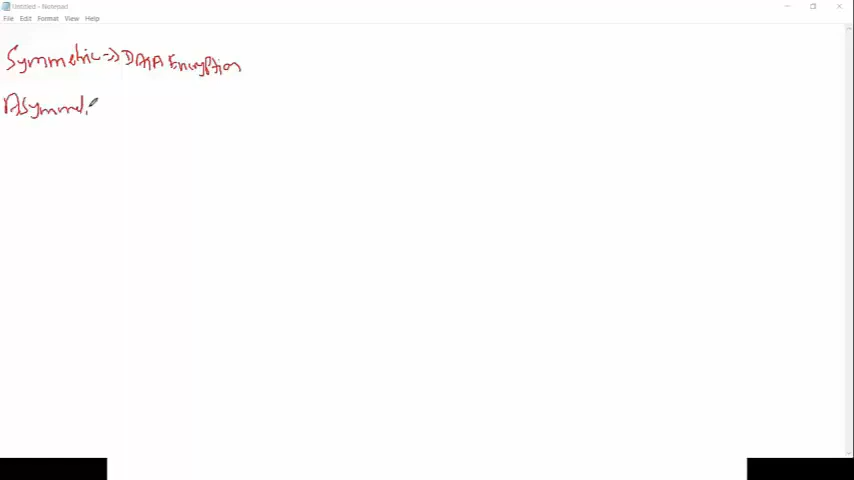 Untitled - Notepad
File Edit Format View Help
Symmetric => DATA Encryption
ASymmet